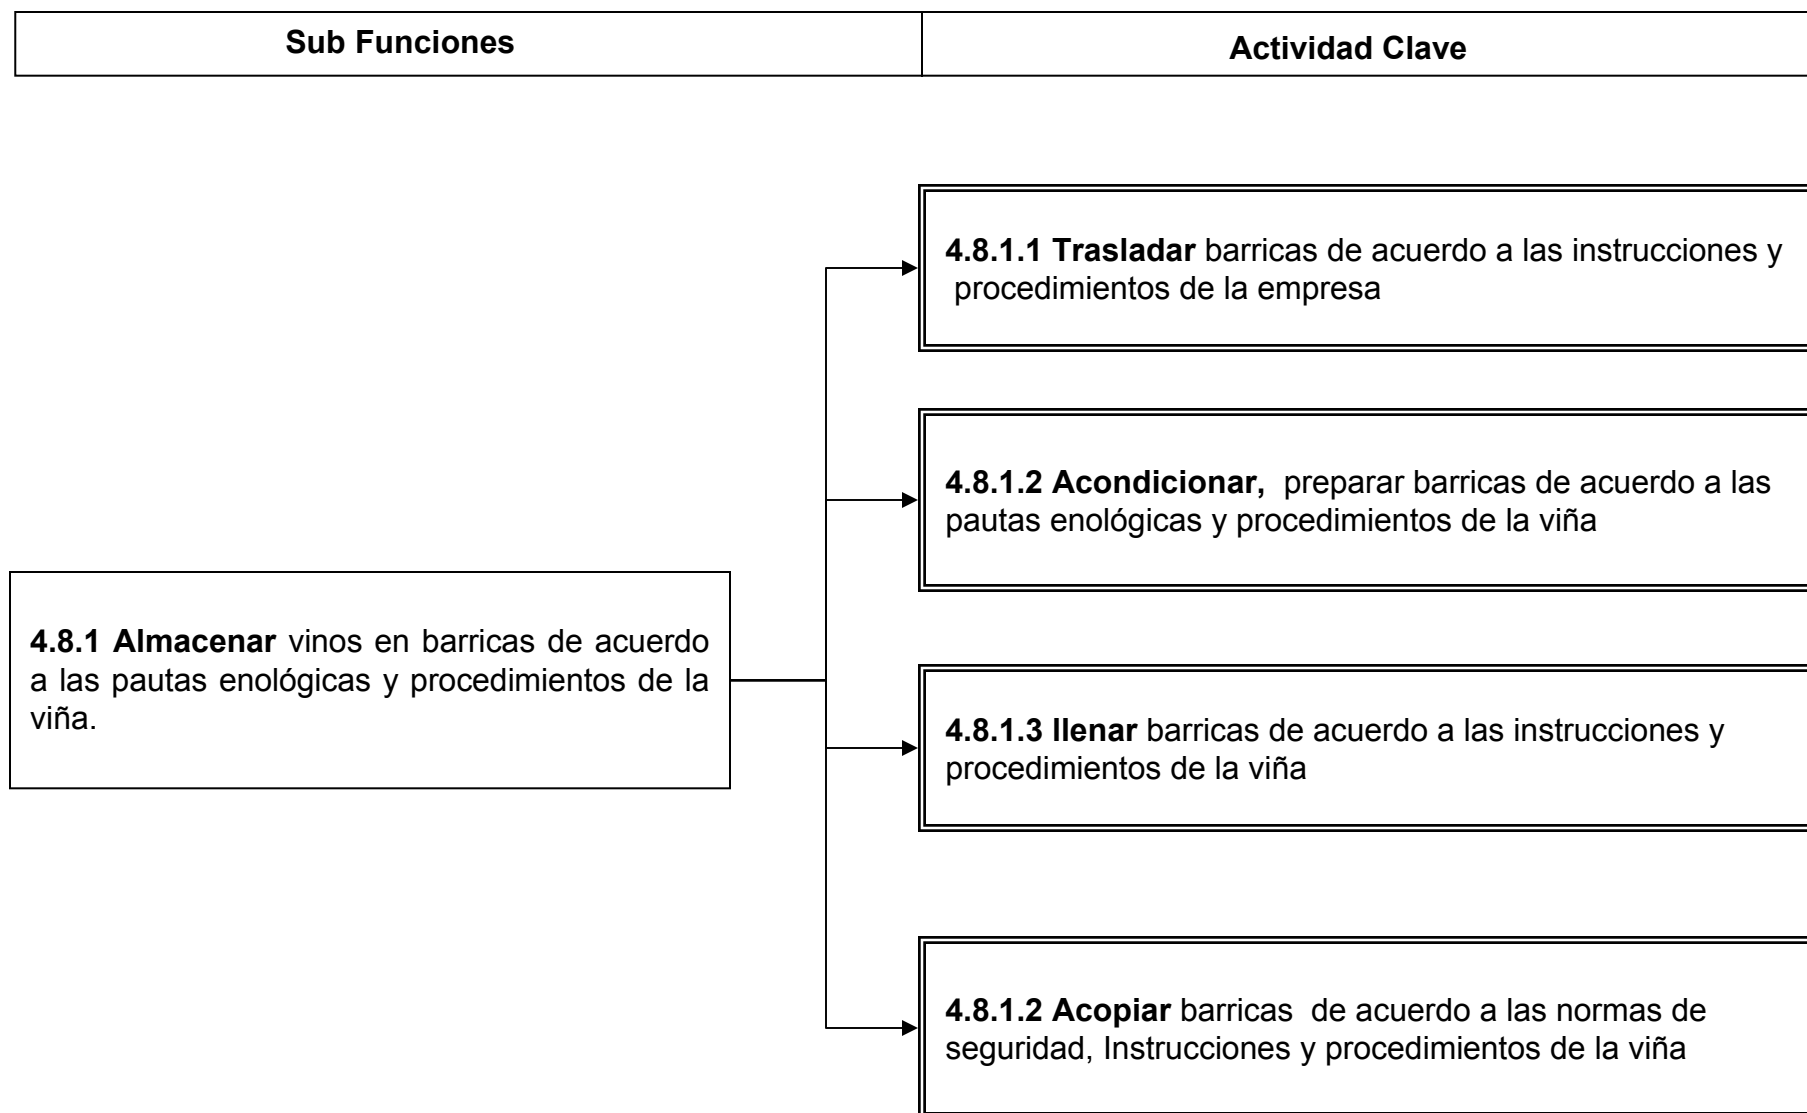 Sub Funciones
Actividad Clave
4.8.1.1 Trasladar barricas de acuerdo a las instrucciones y
procedimientos de la empresa
4.8.1.2 Acondicionar, preparar barricas de acuerdo a las
pautas enológicas y procedimientos de la viña
4.8.1 Almacenar vinos en barricas de acuerdo
a las pautas enológicas y procedimientos de la
viña.
4.8.1.3 llenar barricas de acuerdo a las instrucciones y
procedimientos de la viña
4.8.1.2 Acopiar barricas de acuerdo a las normas de
seguridad, Instrucciones y procedimientos de la viña